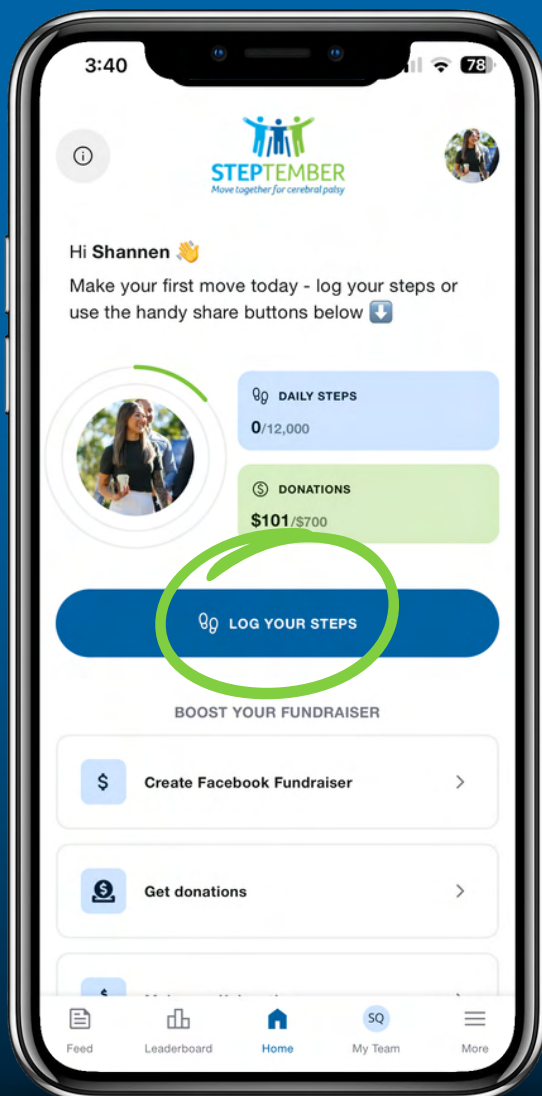 3:40
78
STEPTEMBER
Move together for cerebral palsy
Hi Shannen 👋
Make your first move today - log your steps or
use the handy share buttons below ⬇️
DAILY STEPS
0/12,000
DONATIONS
$101/$700
LOG YOUR STEPS
BOOST YOUR FUNDRAISER
$ Create Facebook Fundraiser
Get donations
SQ
Feed Leaderboard Home My Team More